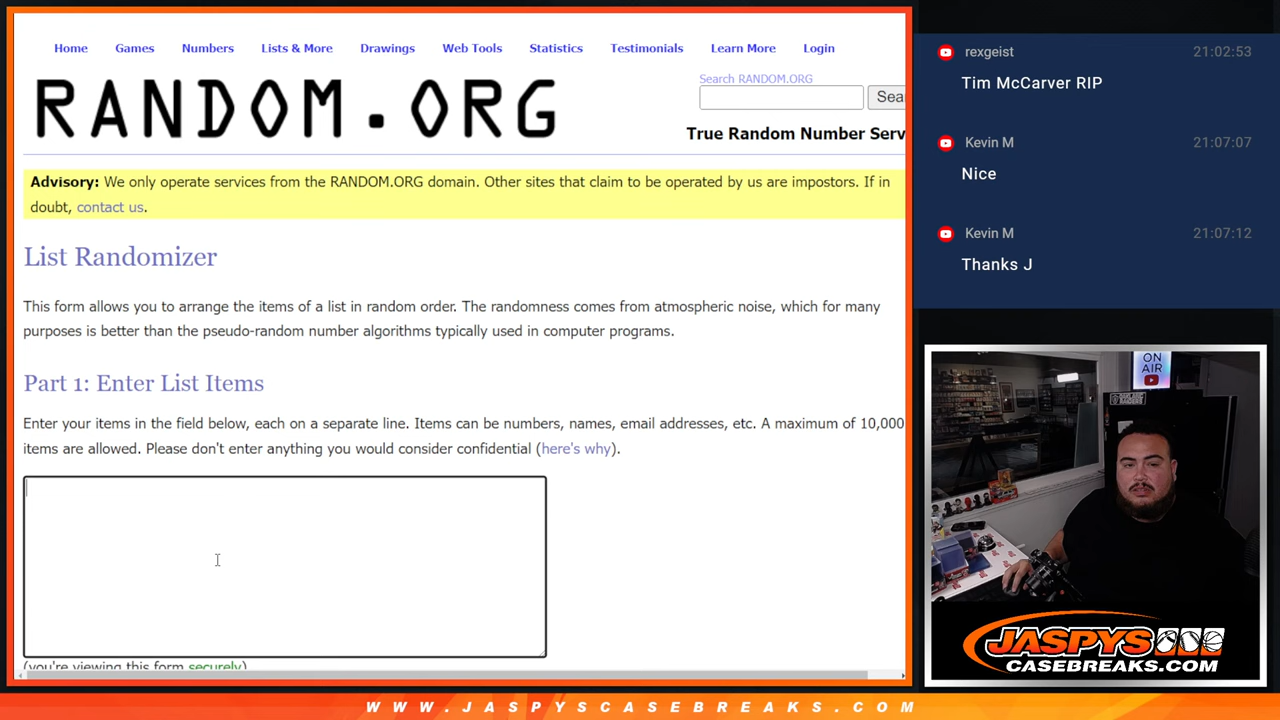 Home Games Numbers Lists & More Drawings Web Tools Statistics Testimonials Learn More Login
RANDOM.ORG
Search RANDOM.ORG
Sea
True Random Number Serv
Advisory: We only operate services from the RANDOM.ORG domain. Other sites that claim to be operated by us are impostors. If in
doubt, contact us.
List Randomizer
This form allows you to arrange the items of a list in random order. The randomness comes from atmospheric noise, which for many
purposes is better than the pseudo-random number algorithms typically used in computer programs.
Part 1: Enter List Items
Enter your items in the field below, each on a separate line. Items can be numbers, names, email addresses, etc. A maximum of 10,000
items are allowed. Please don't enter anything you would consider confidential (here's why).
(you're viewing this form securely)
rexgeist 21:02:53
Tim McCarver RIP
Kevin M 21:07:07
Nice
Kevin M 21:07:12
Thanks J
ON
AIR
JASPYS
CASEBREAKS.COM
WWW.JASPYSCASEBREAKS.COM